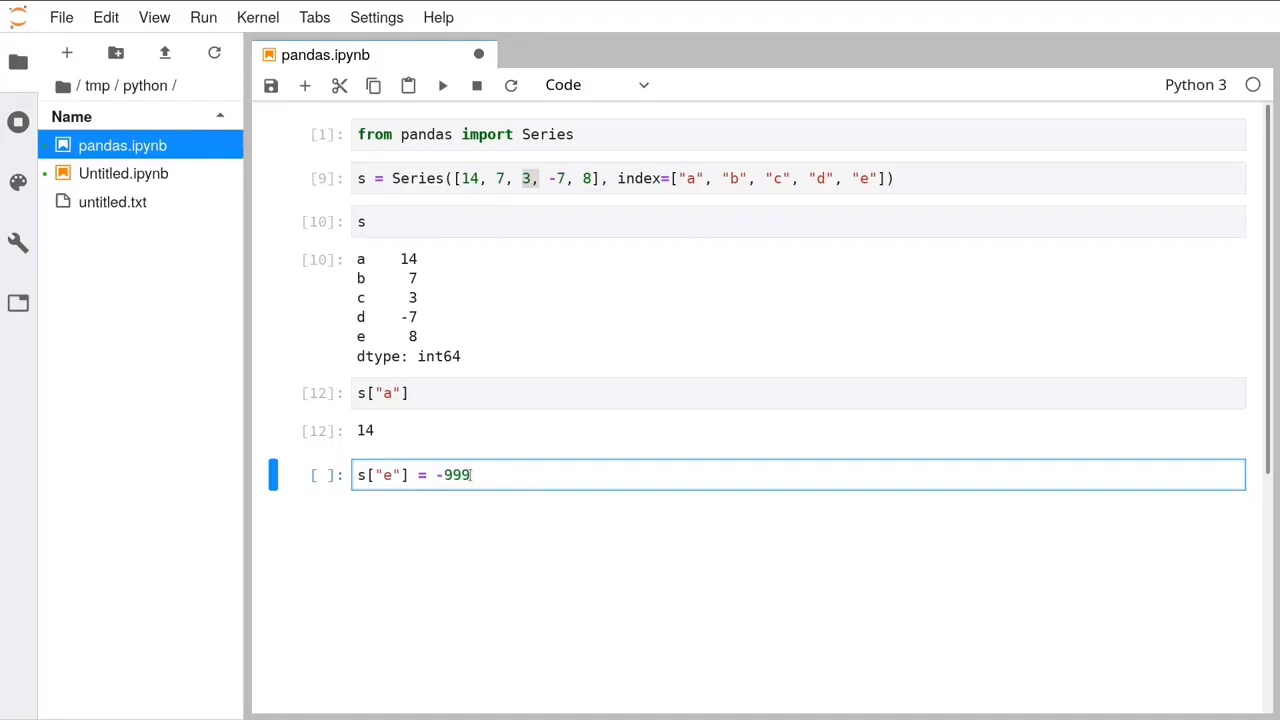 File Edit View Run Kernel Tabs Settings Help
pandas.ipynb
/ tmp / python /
Code
Python 3
Name
pandas.ipynb
Untitled.ipynb
untitled.txt
[1]: from pandas import Series
[9]: s = Series([14, 7, 3, -7, 8], index=["a", "b", "c", "d", "e"])
[10]: s
[10]: a    14
b     7
c     3
d    -7
e     8
dtype: int64
[12]: s["a"]
[12]: 14
[ ]: s["e"] = -999